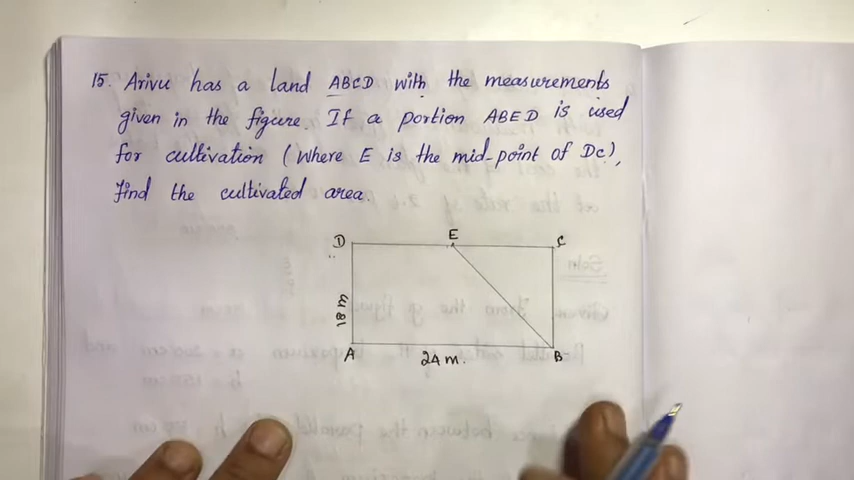 15. Arivu has a land ABCD with the measurements
given in the figure. If a portion ABED is used
for cultivation (Where E is the mid-point of DC),
Find the cultivated area.
D E C
18 m
A 24 m. B